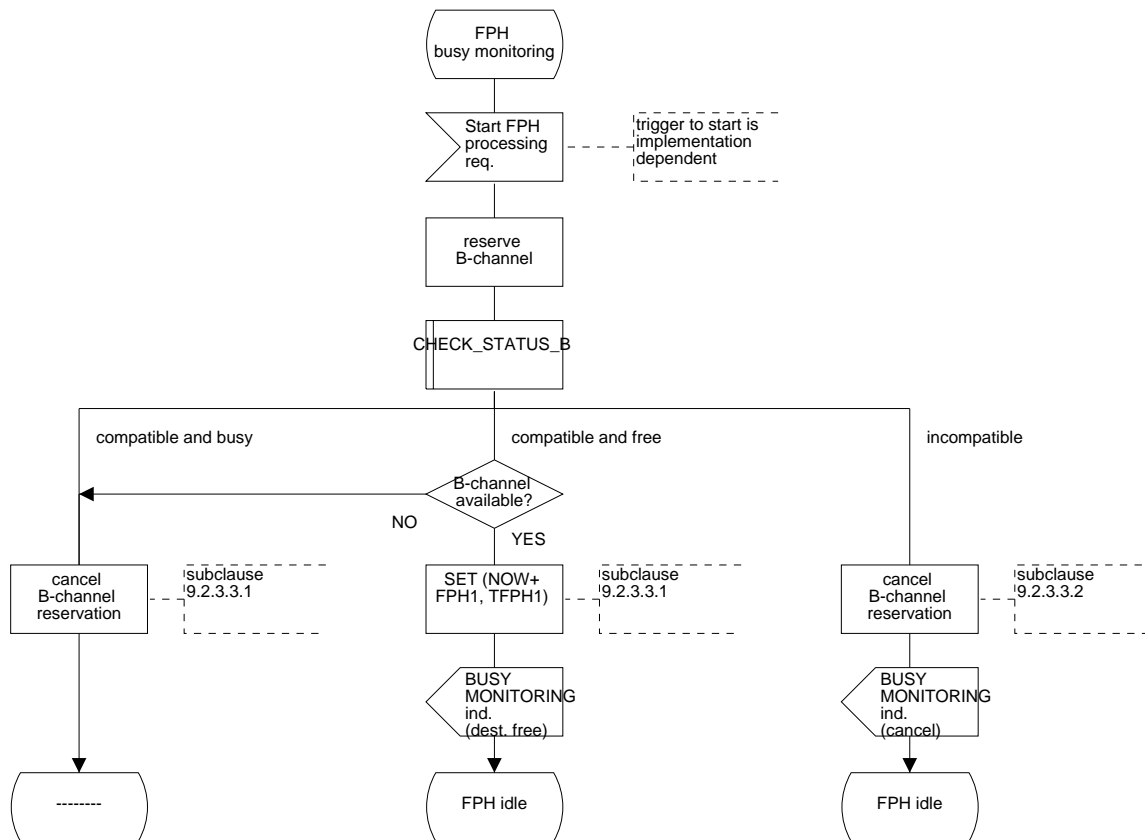 FPH
busy monitoring
Start FPH
processing
req.
trigger to start is
implementation
dependent
reserve
B-channel
CHECK_STATUS_B
compatible and busy
compatible and free
incompatible
B-channel
available?
NO
YES
cancel
B-channel
reservation
subclause
9.2.3.3.1
SET (NOW+
FPH1, TFPH1)
subclause
9.2.3.3.1
cancel
B-channel
reservation
subclause
9.2.3.3.2
BUSY
MONITORING
ind.
(dest. free)
BUSY
MONITORING
ind.
(cancel)
--------
FPH idle
FPH idle